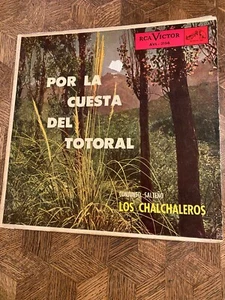 RCA VICTOR
POR LA
CUESTA
DEL
TOTORAL
CONJUNTO SALTEÑO
LOS CHALCHALEROS